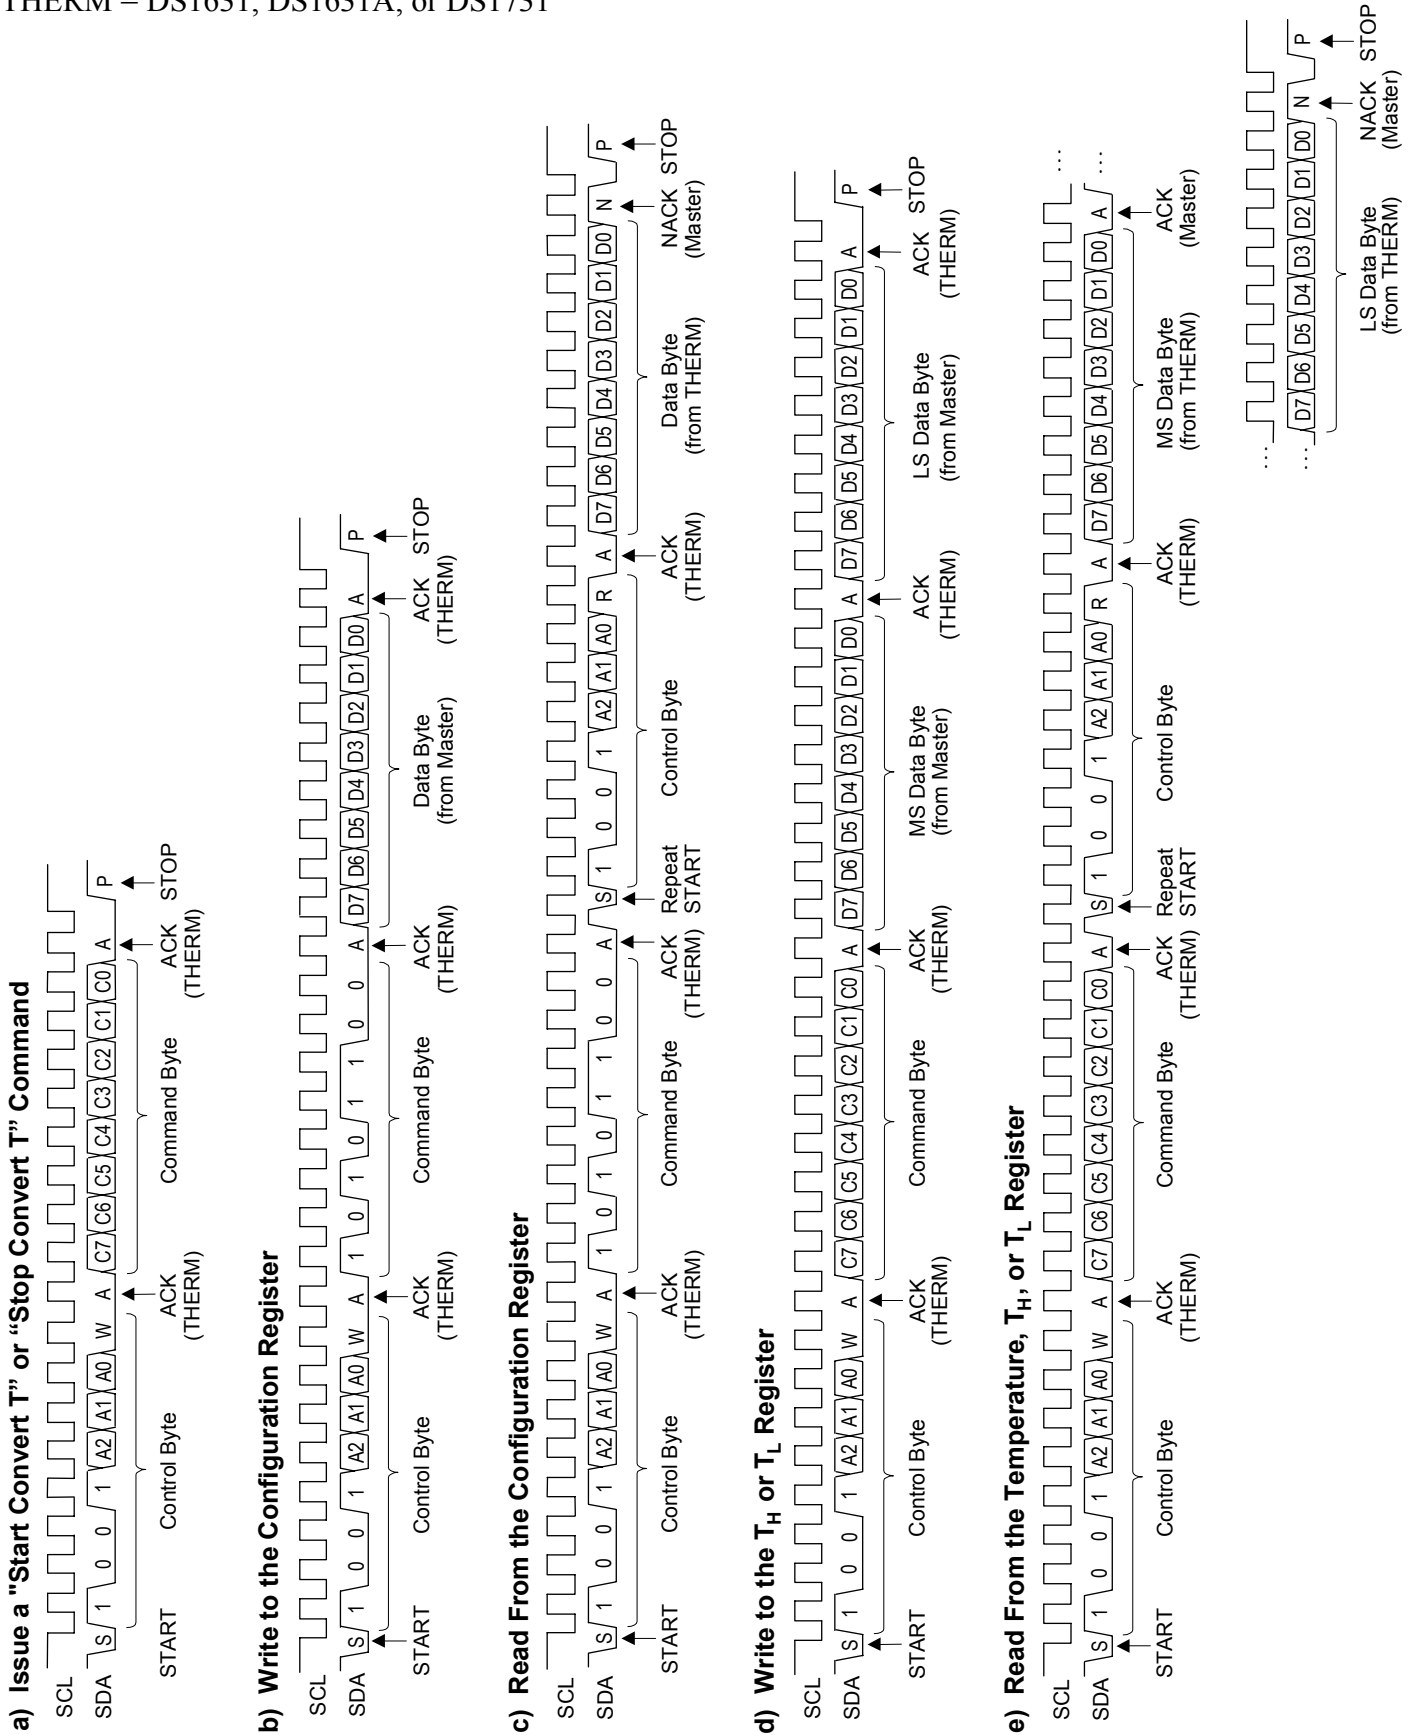 THERM = DS1631, DS1631A, or DS1731
a) Issue a "Start Convert T” or “Stop Convert T” Command
SCL
SDA S 1 0 0 1 A2 A1 A0 W A C7 C6 C5 C4 C3 C2 C1 C0 A P
START Control Byte ACK (THERM) Command Byte ACK (THERM) STOP
b) Write to the Configuration Register
SCL
SDA S 1 0 0 1 A2 A1 A0 W A 1 0 1 0 1 1 0 0 A D7 D6 D5 D4 D3 D2 D1 D0 A P
START Control Byte ACK (THERM) Command Byte ACK (THERM) Data Byte (from Master) ACK (THERM) STOP
c) Read From the Configuration Register
SCL
SDA S 1 0 0 1 A2 A1 A0 W A 1 0 1 0 1 1 0 0 A S 1 0 0 1 A2 A1 A0 R A D7 D6 D5 D4 D3 D2 D1 D0 N P
START Control Byte ACK (THERM) Command Byte ACK (THERM) Repeat START Control Byte ACK (THERM) Data Byte (from THERM) NACK (Master) STOP
d) Write to the TH or TL Register
SCL
SDA S 1 0 0 1 A2 A1 A0 W A C7 C6 C5 C4 C3 C2 C1 C0 A D7 D6 D5 D4 D3 D2 D1 D0 A D7 D6 D5 D4 D3 D2 D1 D0 A P
START Control Byte ACK (THERM) Command Byte ACK (THERM) MS Data Byte (from Master) ACK (THERM) LS Data Byte (from Master) ACK (THERM) STOP
e) Read From the Temperature, TH, or TL Register
SCL ....
SDA S 1 0 0 1 A2 A1 A0 W A C7 C6 C5 C4 C3 C2 C1 C0 A S 1 0 0 1 A2 A1 A0 R A D7 D6 D5 D4 D3 D2 D1 D0 A ....
START Control Byte ACK (THERM) Command Byte ACK (THERM) Repeat START Control Byte ACK (THERM) MS Data Byte (from THERM) ACK (Master)
....
.... D7 D6 D5 D4 D3 D2 D1 D0 N P
LS Data Byte (from THERM) NACK (Master) STOP